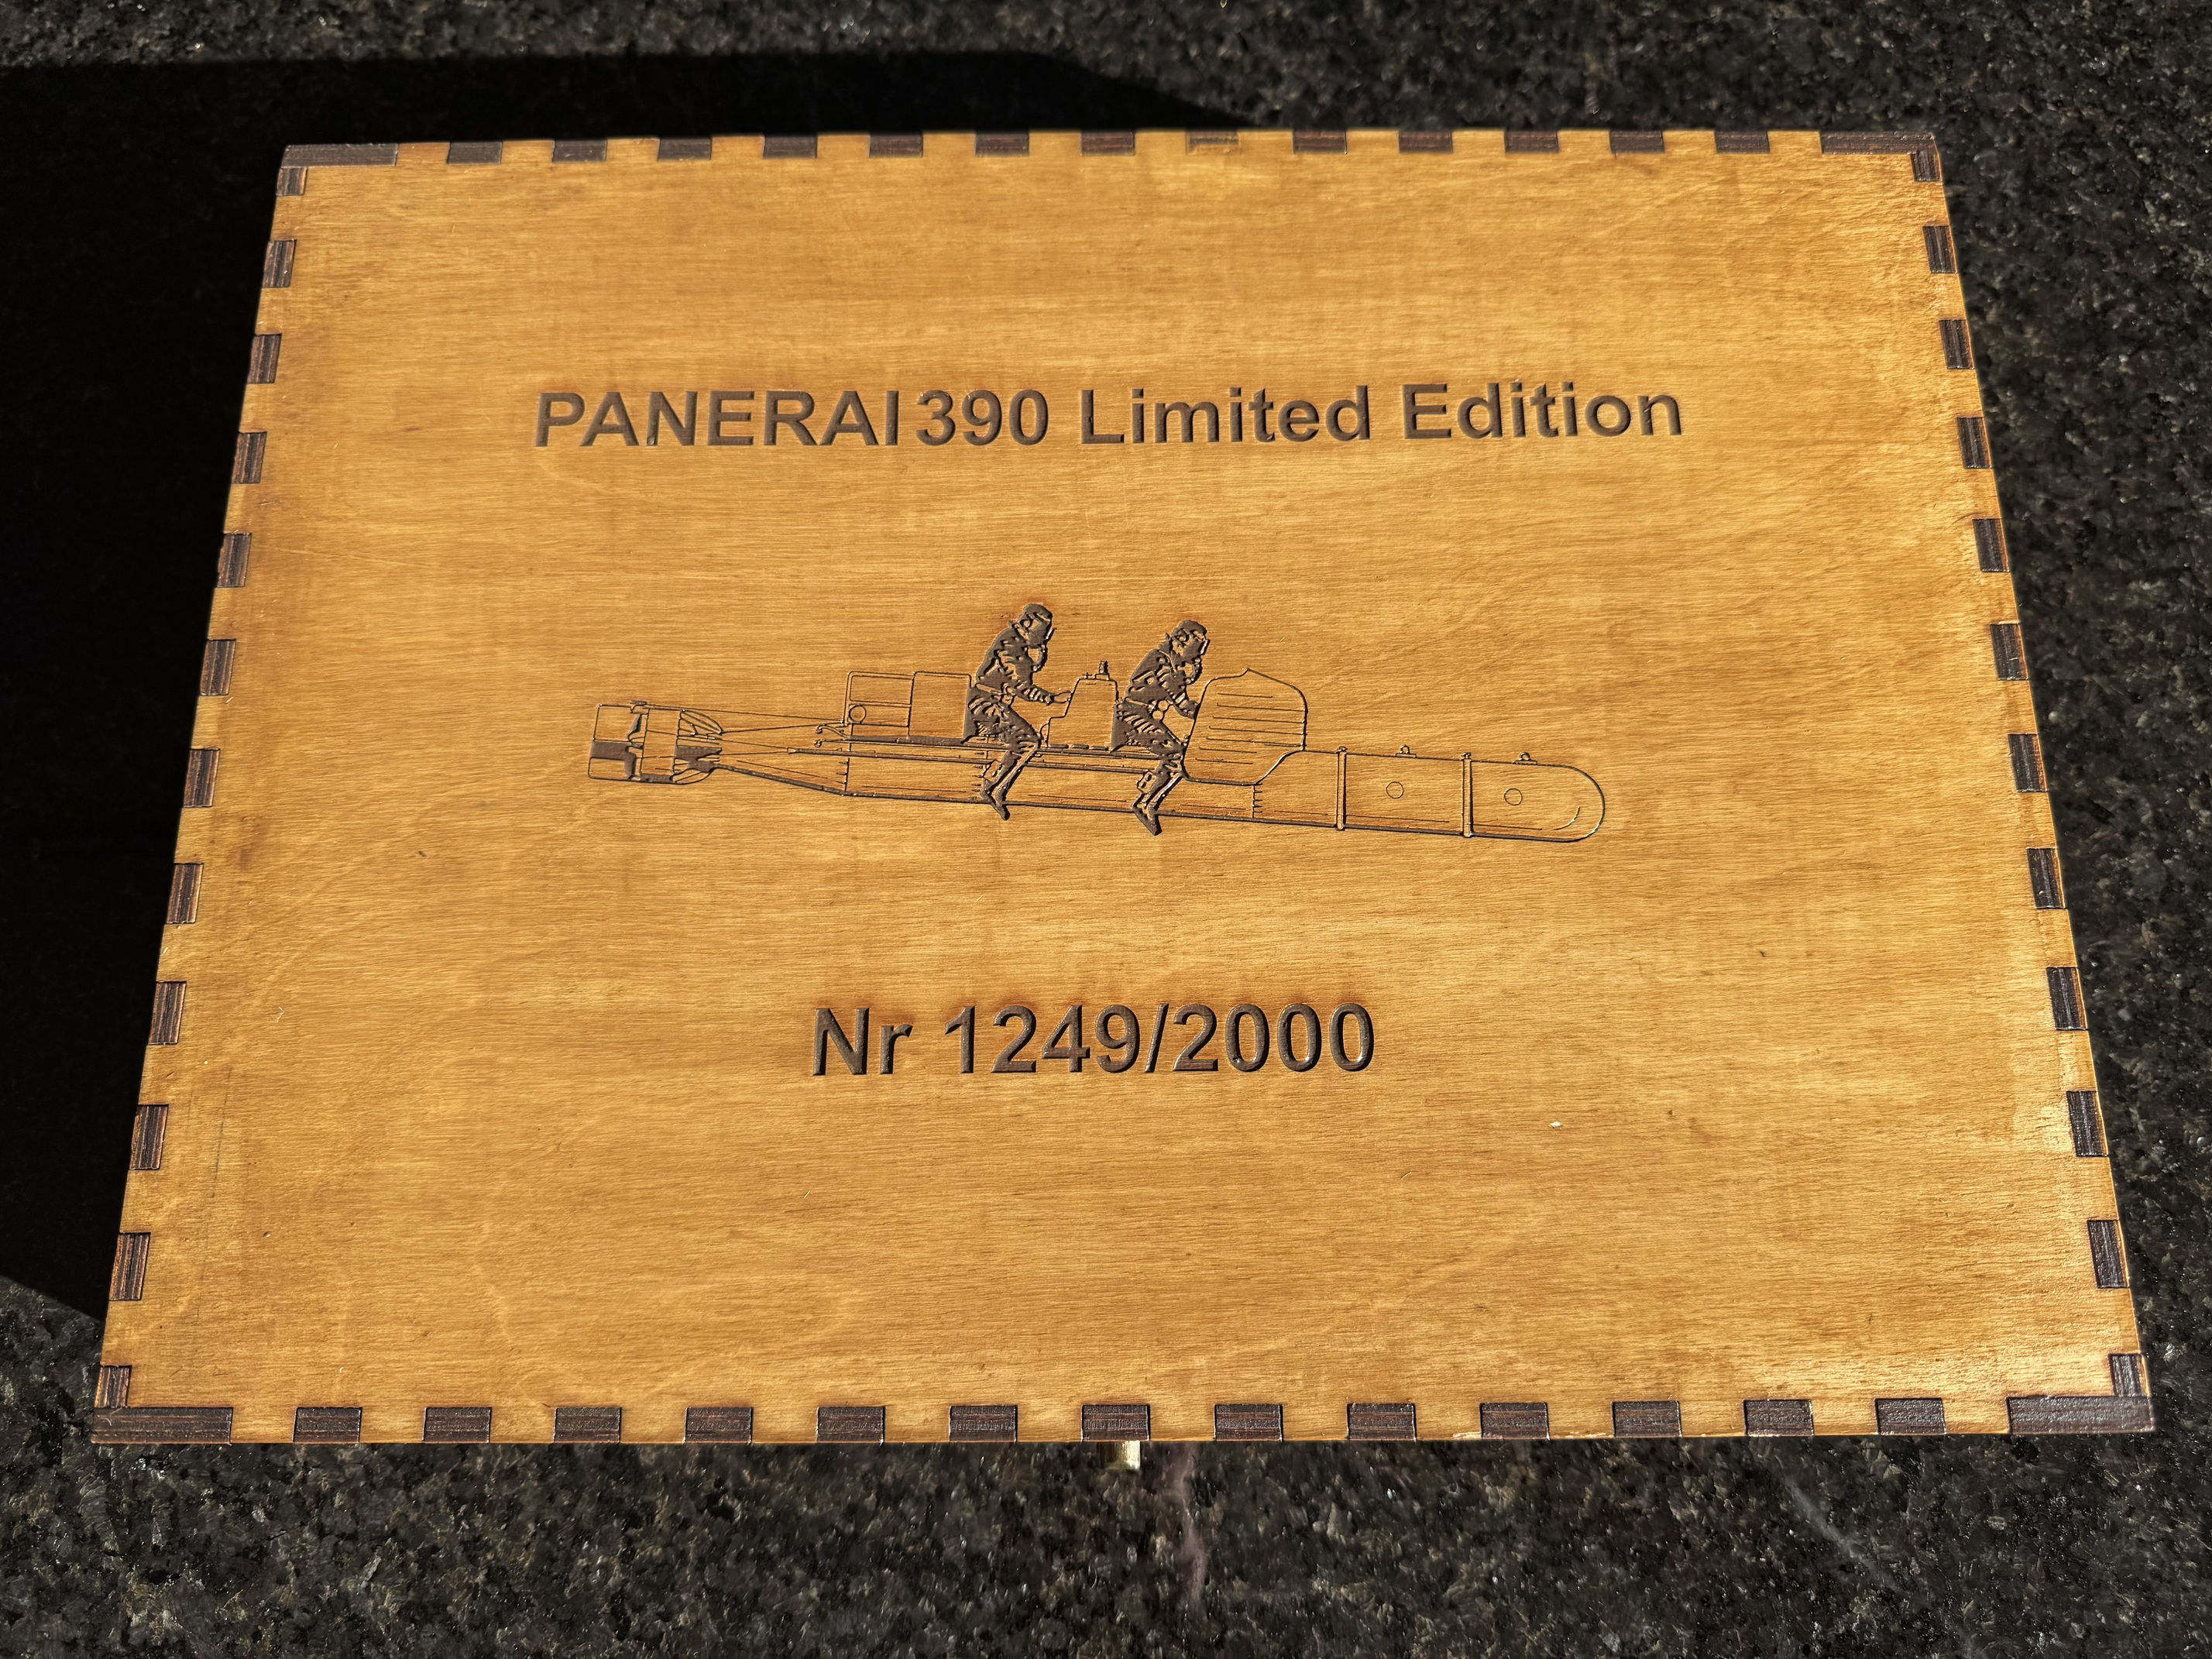 PANERAI 390 Limited Edition
Nr 1249/2000